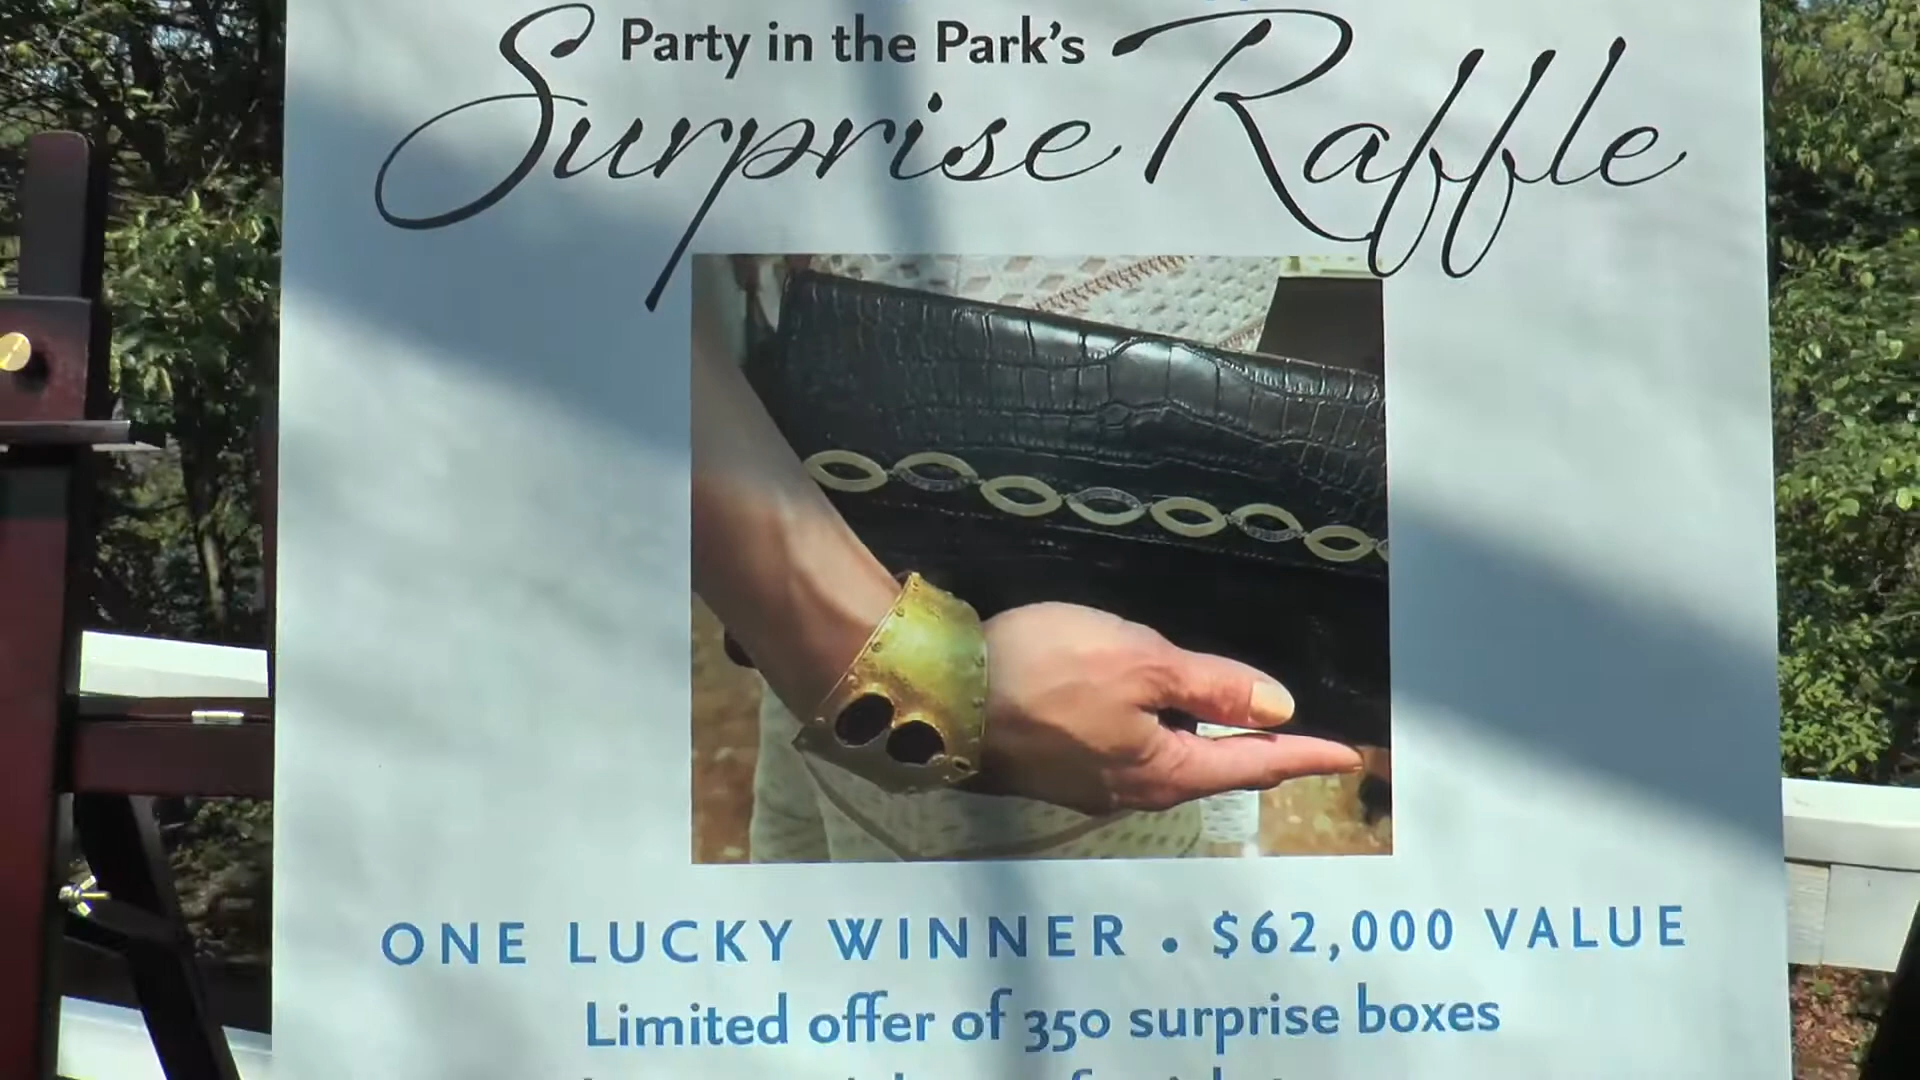 Party in the Park's
Surprise Raffle
ONE LUCKY WINNER • $62,000 VALUE
Limited offer of 350 surprise boxes